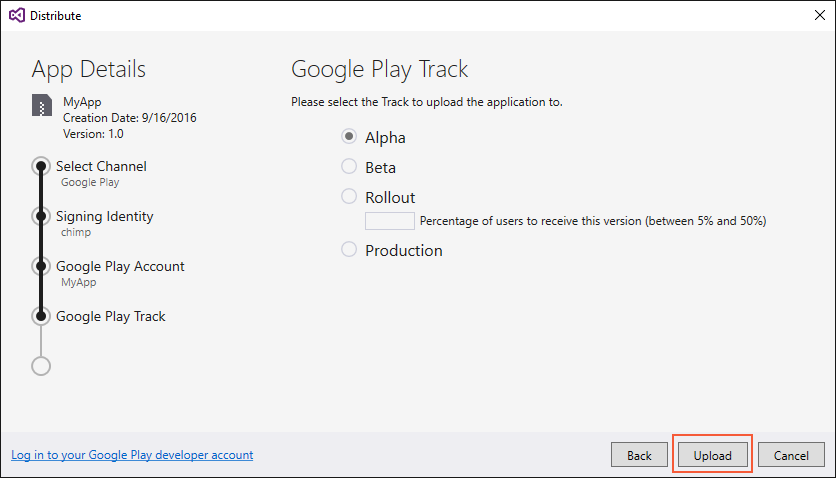 Distribute
App Details
MyApp
Creation Date: 9/16/2016
Version: 1.0
Select Channel
Google Play
Signing Identity
chimp
Google Play Account
MyApp
Google Play Track
Google Play Track
Please select the Track to upload the application to.
Alpha
Beta
Rollout
Percentage of users to receive this version (between 5% and 50%)
Production
Log in to your Google Play developer account
Back
Upload
Cancel